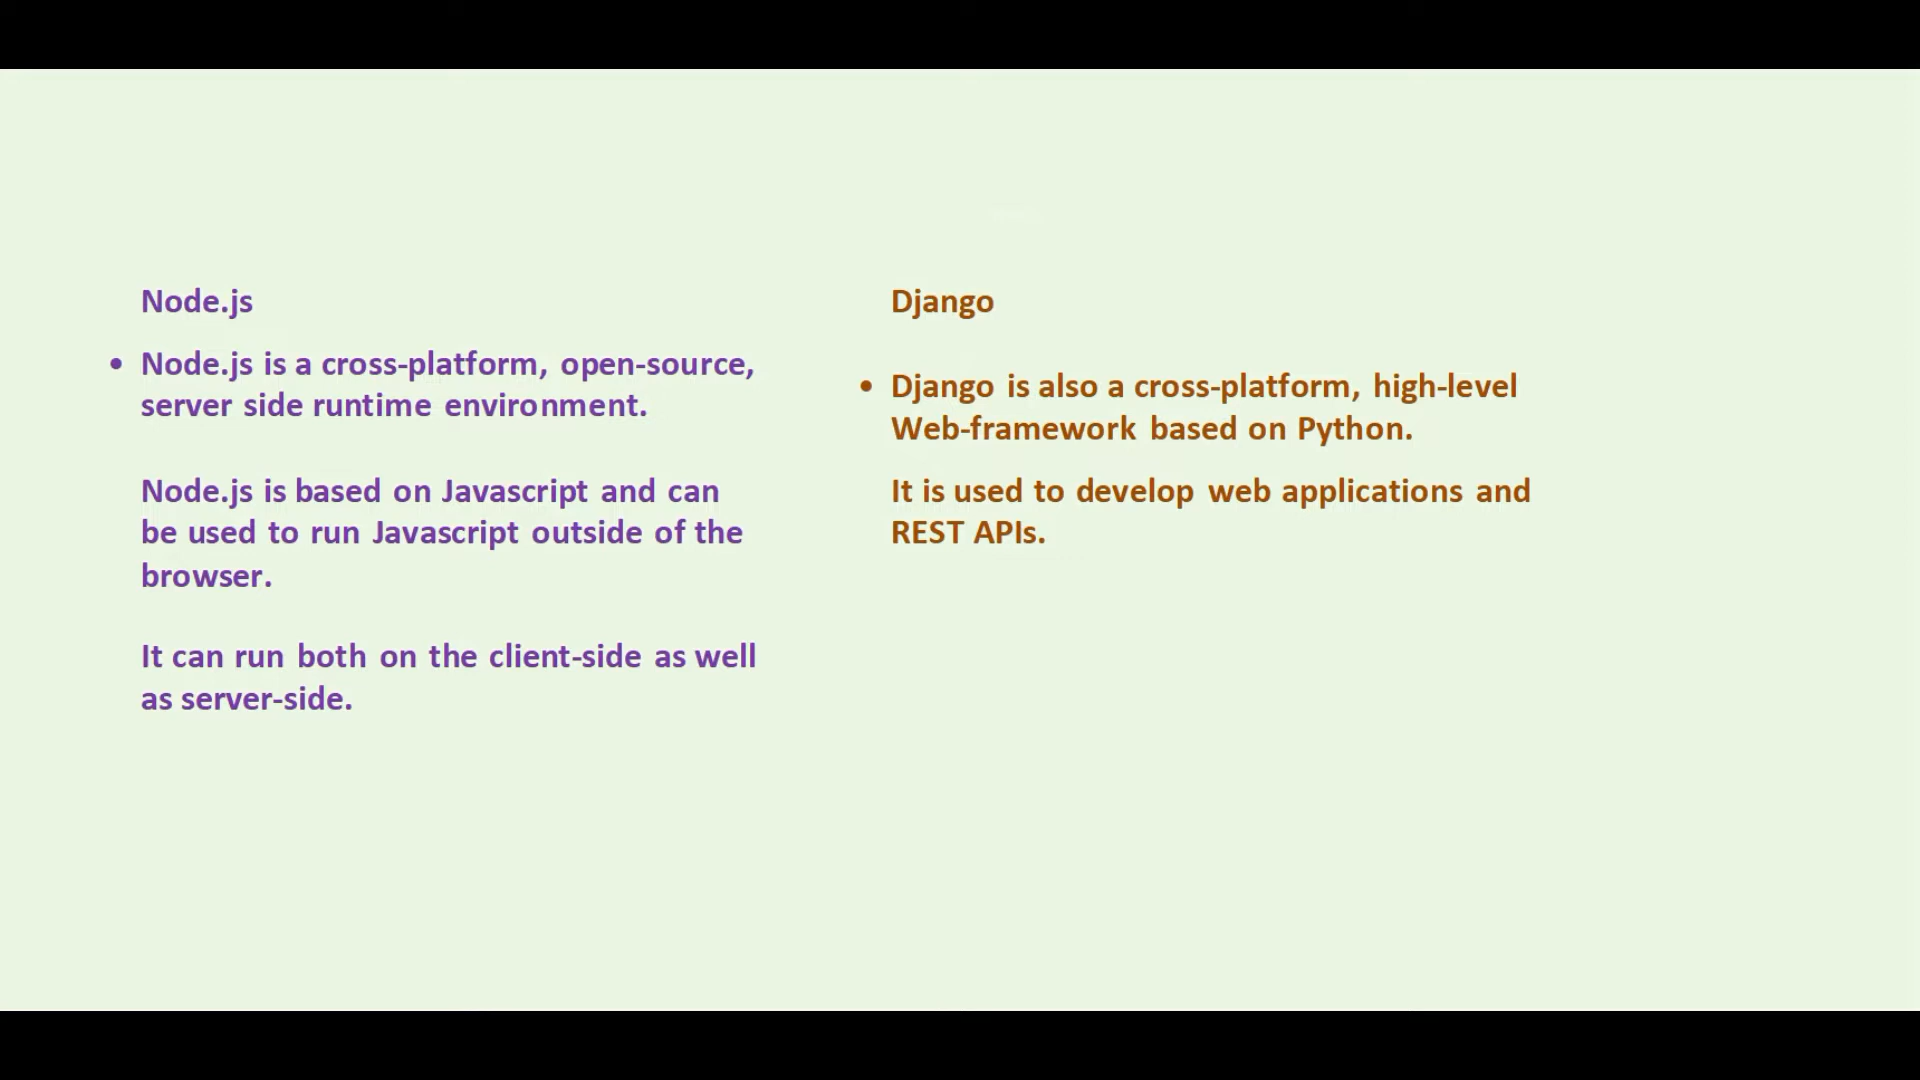 Node.js
• Node.js is a cross-platform, open-source,
server side runtime environment.
Node.js is based on Javascript and can
be used to run Javascript outside of the
browser.
It can run both on the client-side as well
as server-side.
Django
• Django is also a cross-platform, high-level
Web-framework based on Python.
It is used to develop web applications and
REST APIs.